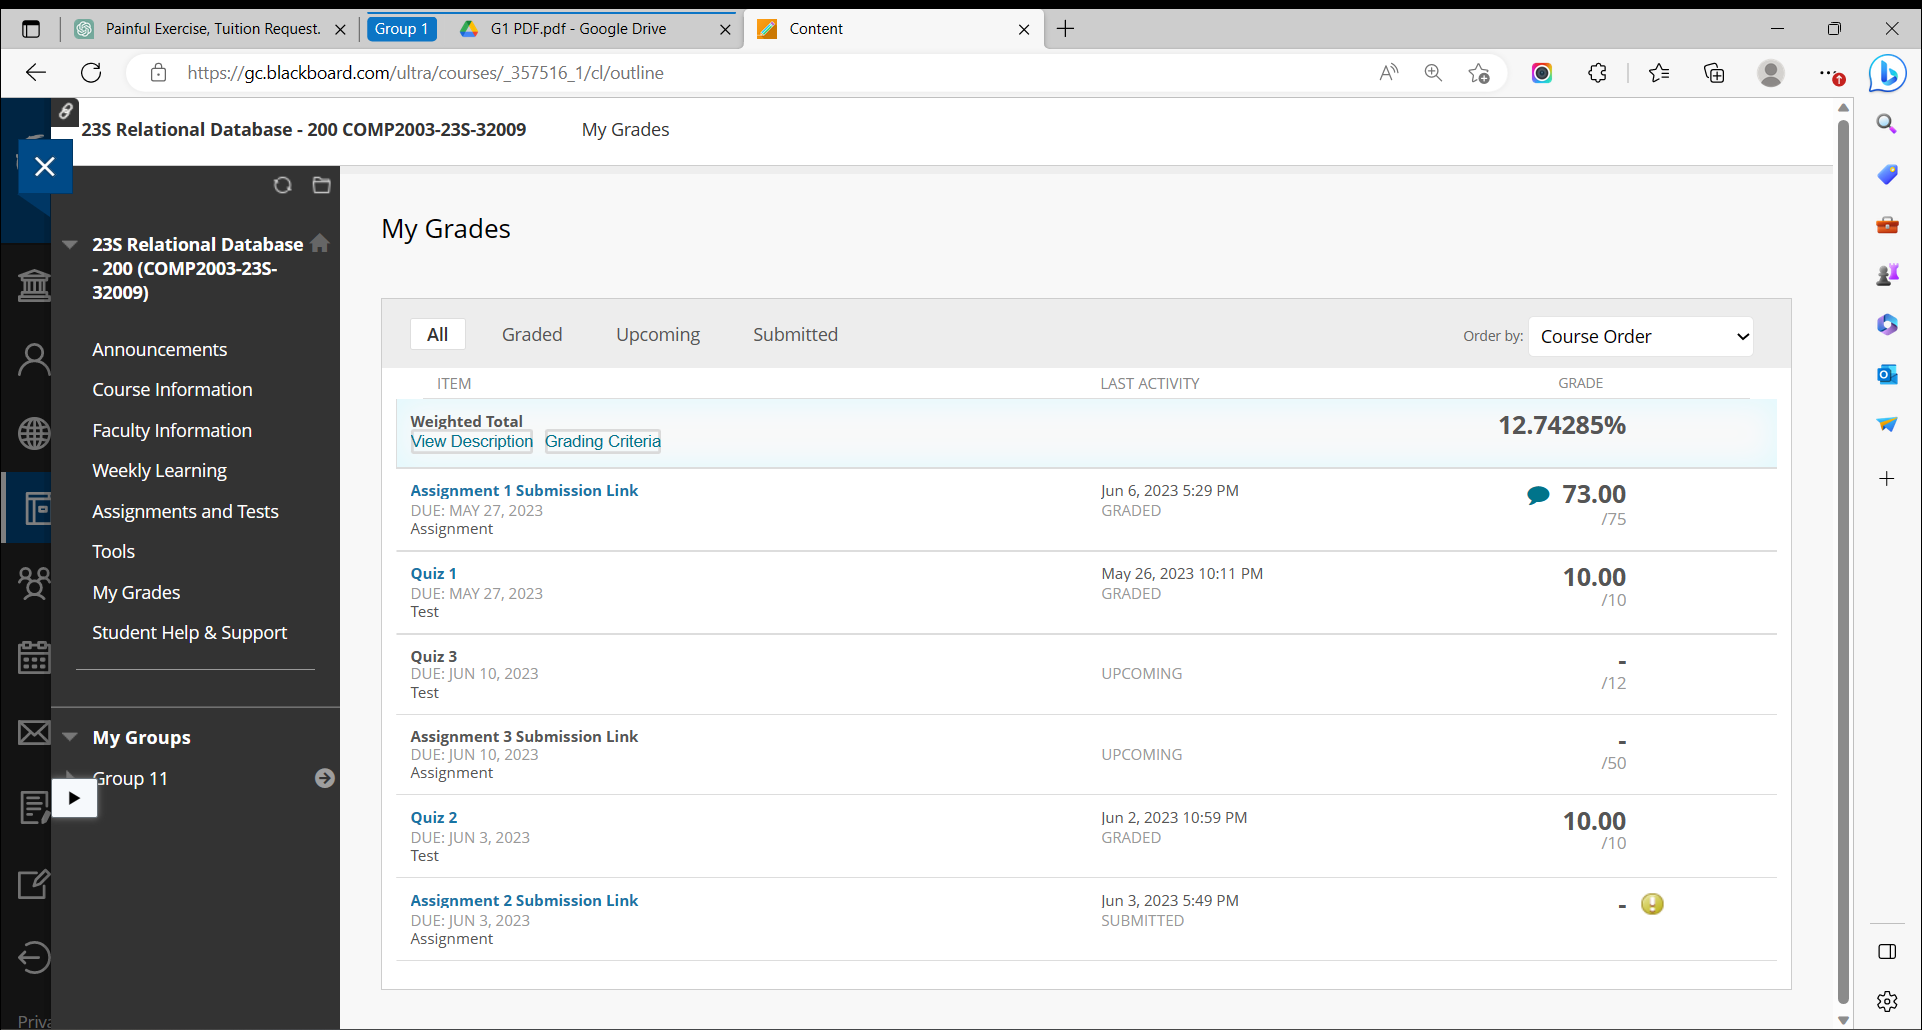 Painful Exercise, Tuition Request.
Group 1
G1 PDF.pdf - Google Drive
Content
https://gc.blackboard.com/ultra/courses/_357516_1/cl/outline
23S Relational Database - 200 COMP2003-23S-32009
My Grades
23S Relational Database
- 200 (COMP2003-23S-
32009)
Announcements
Course Information
Faculty Information
Weekly Learning
Assignments and Tests
Tools
My Grades
Student Help & Support
My Groups
Group 11
Priva
My Grades
All
Graded
Upcoming
Submitted
Order by:
Course Order
ITEM
LAST ACTIVITY
GRADE
Weighted Total
12.74285%
View Description
Grading Criteria
Assignment 1 Submission Link
Jun 6, 2023 5:29 PM
73.00
DUE: MAY 27, 2023
GRADED
/75
Assignment
Quiz 1
May 26, 2023 10:11 PM
10.00
DUE: MAY 27, 2023
GRADED
/10
Test
Quiz 3
-
DUE: JUN 10, 2023
UPCOMING
/12
Test
Assignment 3 Submission Link
-
DUE: JUN 10, 2023
UPCOMING
/50
Assignment
Quiz 2
Jun 2, 2023 10:59 PM
10.00
DUE: JUN 3, 2023
GRADED
/10
Test
Assignment 2 Submission Link
Jun 3, 2023 5:49 PM
-
DUE: JUN 3, 2023
SUBMITTED
Assignment